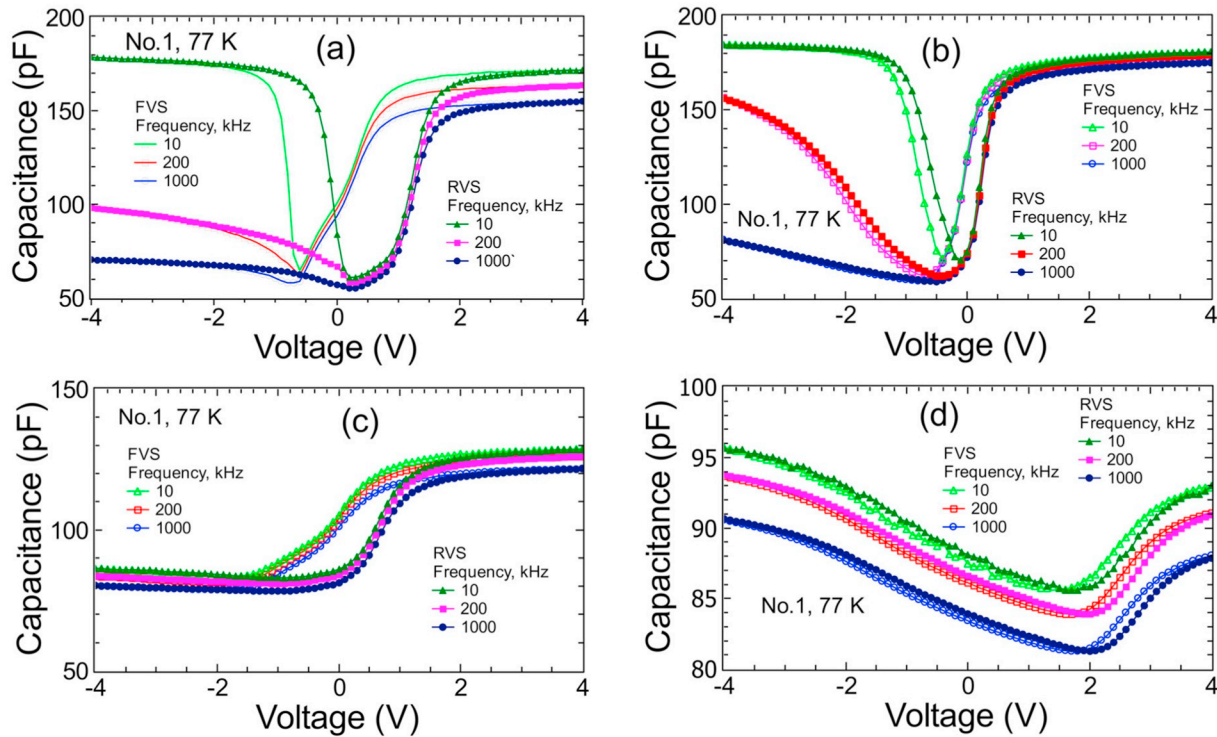 No.1, 77 K
(a)
Capacitance (pF)
200
150
100
50
FVS
Frequency, kHz
10
200
1000
RVS
Frequency, kHz
10
200
1000`
-4
-2
0
2
4
Voltage (V)
(b)
Capacitance (pF)
200
150
100
50
FVS
Frequency, kHz
10
200
1000
No.1, 77 K
RVS
Frequency, kHz
10
200
1000
-4
-2
0
2
4
Voltage (V)
No.1, 77 K
(c)
Capacitance (pF)
150
100
50
FVS
Frequency, kHz
10
200
1000
RVS
Frequency, kHz
10
200
1000
-4
-2
0
2
4
Voltage (V)
(d)
Capacitance (pF)
100
95
90
85
80
RVS
Frequency, kHz
10
200
1000
FVS
Frequency, kHz
10
200
1000
No.1, 77 K
-4
-2
0
2
4
Voltage (V)